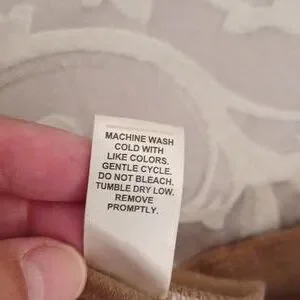 MACHINE WASH
COLD WITH
LIKE COLORS.
GENTLE CYCLE.
DO NOT BLEACH.
TUMBLE DRY LOW.
REMOVE
PROMPTLY.